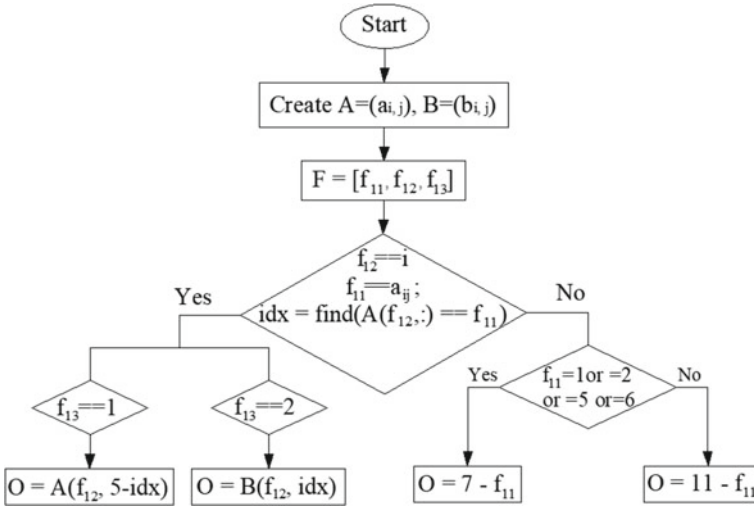 Start
Create A=(ai, j), B=(bi, j)
F = [f11, f12, f13]
f12==i
f11==aij ;
idx = find(A(f12,:) == f11)
Yes
No
f13==1
f13==2
O = A(f12, 5-idx)
O = B(f12, idx)
Yes
f11=1or =2
or =5 or=6
No
O = 7 - f11
O = 11 - f11